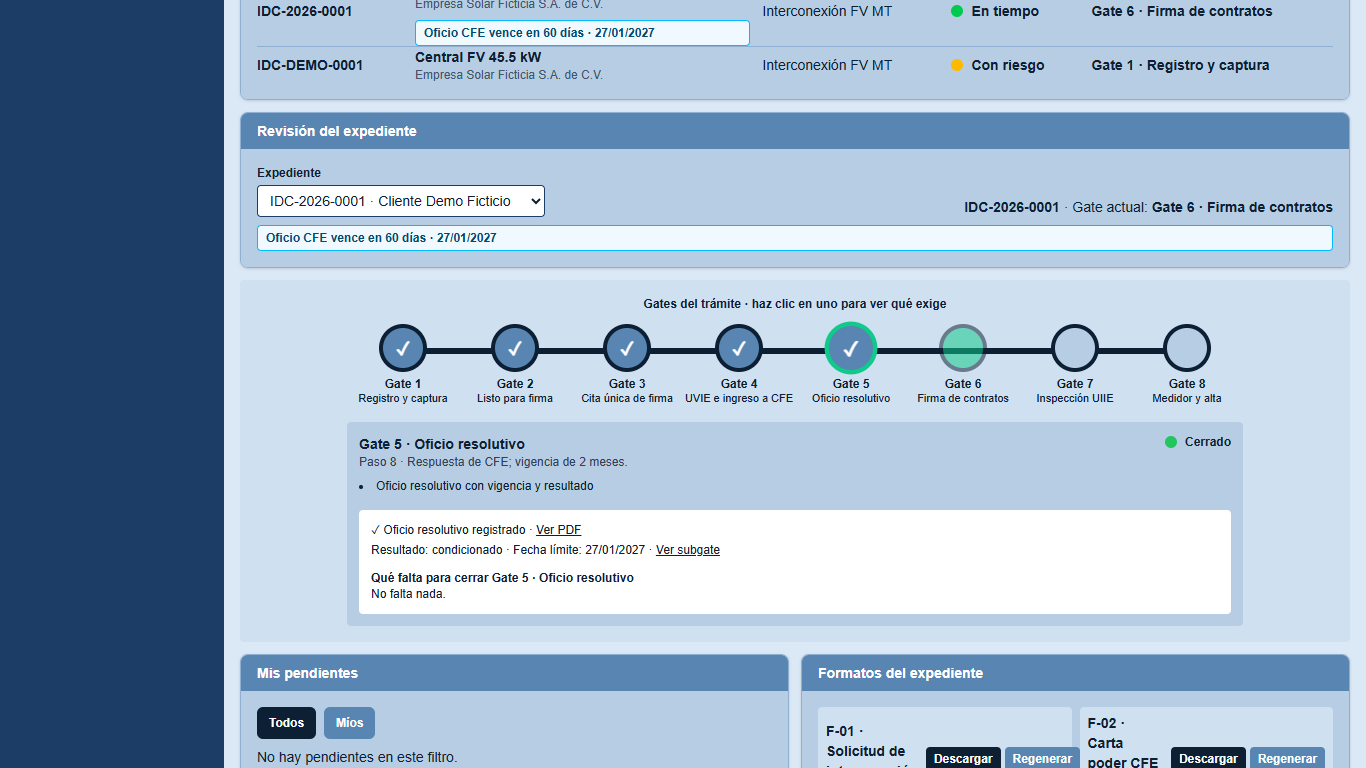 Empresa Solar Ficticia S.A. de C.V.
IDC-2026-0001 Interconexión FV MT En tiempo Gate 6 · Firma de contratos
Oficio CFE vence en 60 días · 27/01/2027
Central FV 45.5 kW
IDC-DEMO-0001 Interconexión FV MT Con riesgo Gate 1 · Registro y captura
Empresa Solar Ficticia S.A. de C.V.
Revisión del expediente
Expediente
IDC-2026-0001 · Cliente Demo Ficticio
IDC-2026-0001 · Gate actual: Gate 6 · Firma de contratos
Oficio CFE vence en 60 días · 27/01/2027
Gates del trámite · haz clic en uno para ver qué exige
✓ ✓ ✓ ✓ ✓
Gate 1 Gate 2 Gate 3 Gate 4 Gate 5 Gate 6 Gate 7 Gate 8
Registro y captura Listo para firma Cita única de firma UVIE e ingreso a CFE Oficio resolutivo Firma de contratos Inspección UIIE Medidor y alta
Gate 5 · Oficio resolutivo Cerrado
Paso 8 · Respuesta de CFE; vigencia de 2 meses.
• Oficio resolutivo con vigencia y resultado
✓ Oficio resolutivo registrado · Ver PDF
Resultado: condicionado · Fecha límite: 27/01/2027 · Ver subgate
Qué falta para cerrar Gate 5 · Oficio resolutivo
No falta nada.
Mis pendientes
Todos Míos
No hay pendientes en este filtro.
Formatos del expediente
F-01 ·
Solicitud de
Descargar Regenerar
F-02 ·
Carta
poder CFE
Descargar Regenerar